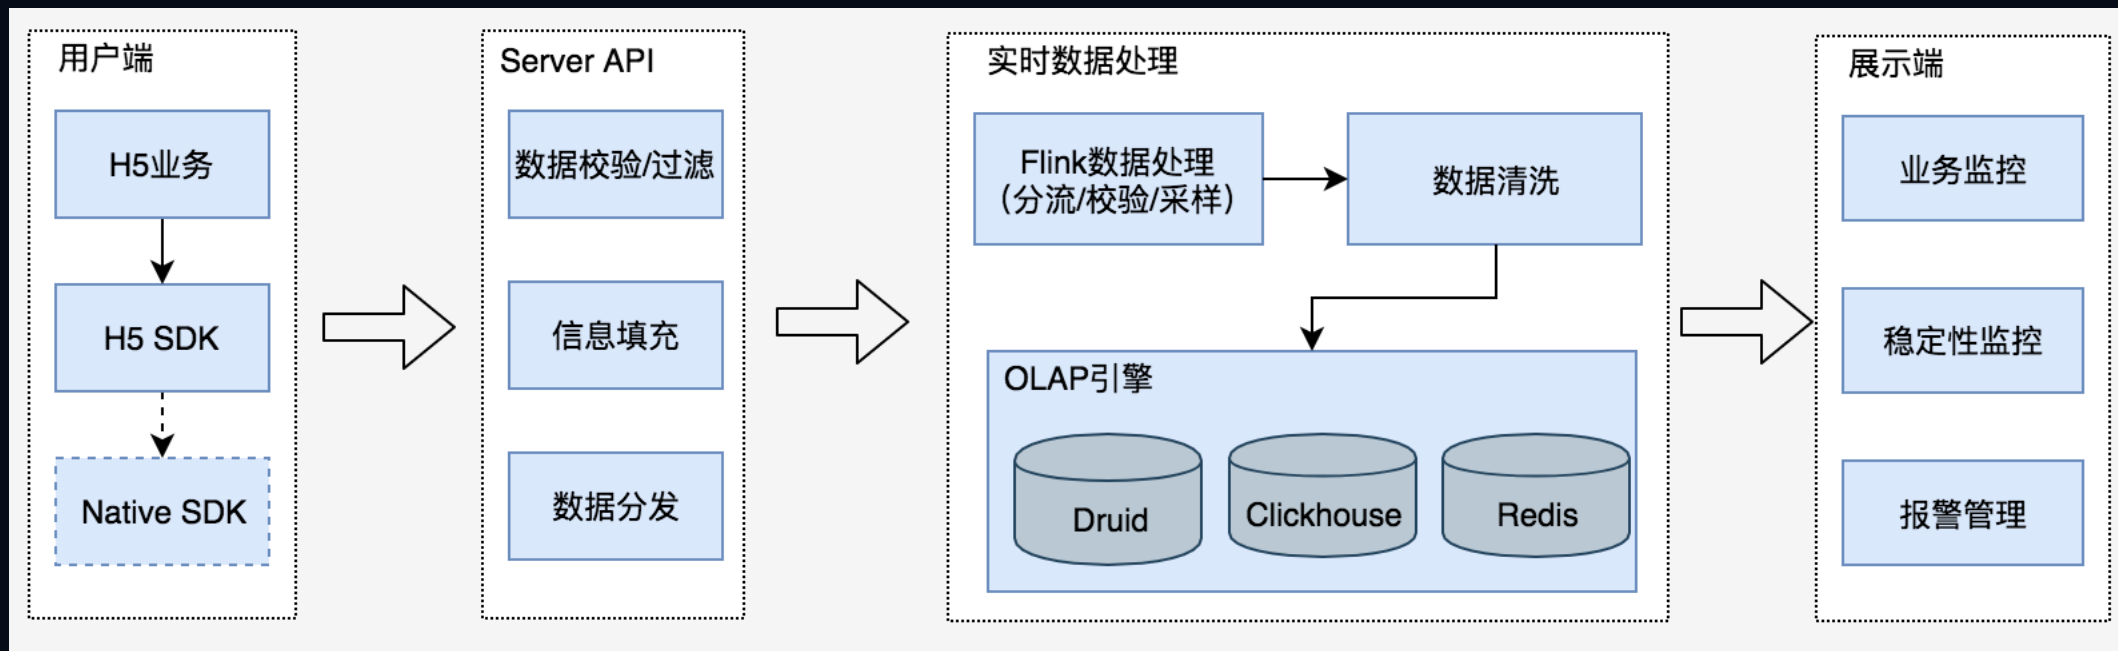 用户端
H5业务
H5 SDK
Native SDK
Server API
数据校验/过滤
信息填充
数据分发
实时数据处理
Flink数据处理
（分流/校验/采样）
数据清洗
OLAP引擎
Druid
Clickhouse
Redis
展示端
业务监控
稳定性监控
报警管理